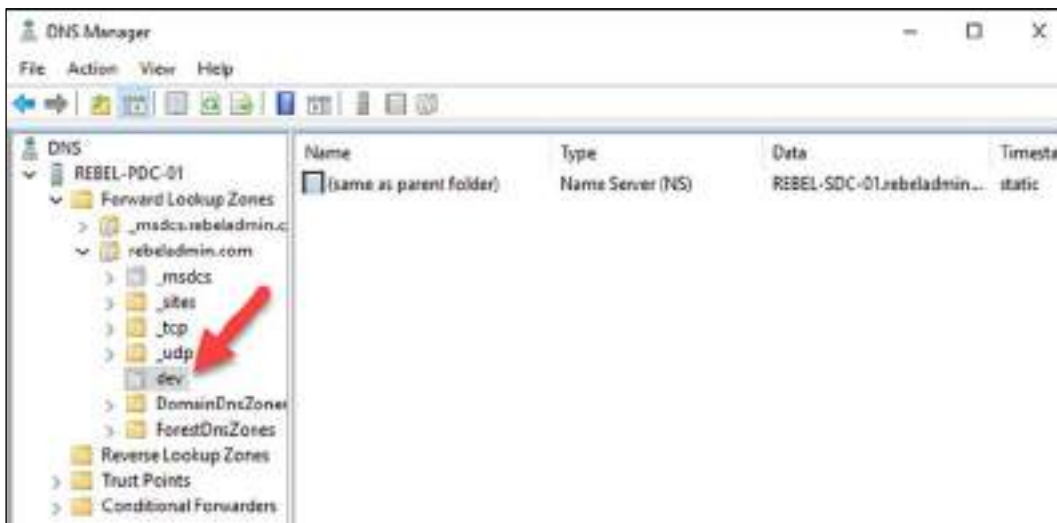 DNS Manager
File Action View Help
DNS
REBEL-PDC-01
Forward Lookup Zones
_msdcs.rebeladmin.c
rebeladmin.com
_msdcs
_sites
_tcp
_udp
dev
DomainDnsZones
ForestDnsZones
Reverse Lookup Zones
Trust Points
Conditional Forwarders
Name Type Data Timesta
(same as parent folder) Name Server (NS) REBEL-SDC-01.rebeladmin... static